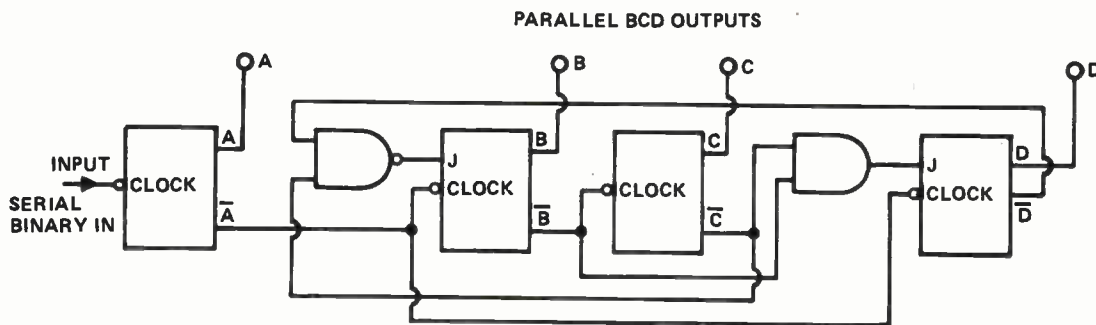 PARALLEL BCD OUTPUTS
A
B
C
D
INPUT
SERIAL
BINARY IN
CLOCK
A
A̅
J
CLOCK
B
B̅
CLOCK
C
C̅
J
CLOCK
D
D̅